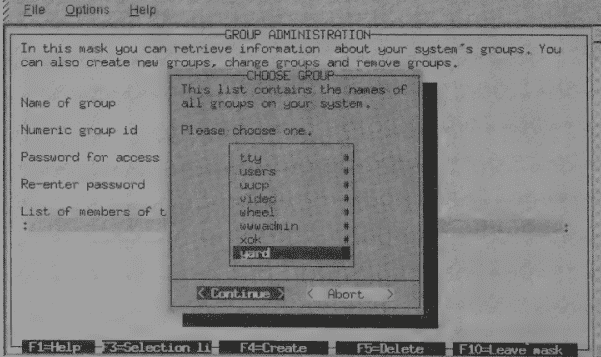 File Options Help
GROUP ADMINISTRATION
In this mask you can retrieve information about your system's groups. You
can also create new groups, change groups and remove groups.
CHOOSE GROUP
This list contains the names of
all groups on your system.
Please choose one.
Name of group
Numeric group id
Password for access
Re-enter password
List of members of t
:                    :
tty #
users #
uucp #
video #
wheel #
wwwadmin #
xok #
yard
< Continue > < Abort >
F1=Help F3=Selection li F4=Create F5=Delete F10=Leave mask